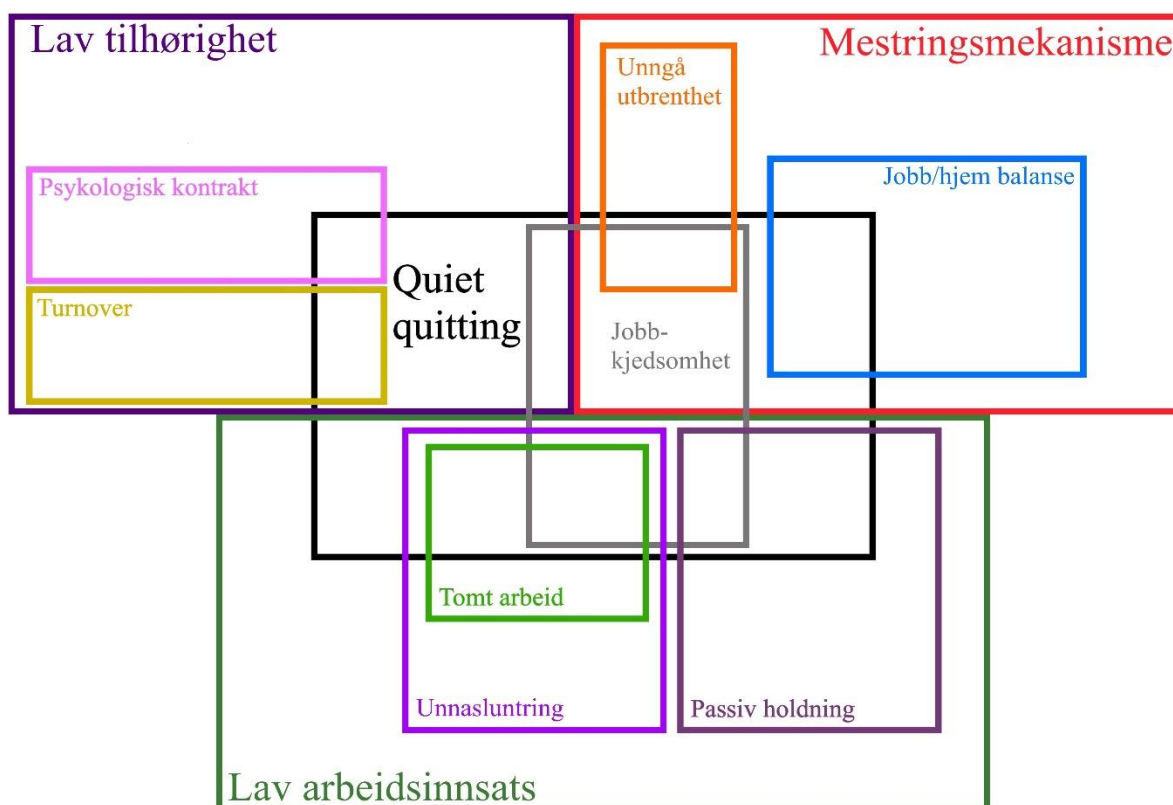 Lav tilhørighet
Mestringsmekanisme
Unngå
utbrenthet
Psykologisk kontrakt
Jobb/hjem balanse
Quiet
quitting
Turnover
Jobb-
kjedsomhet
Tomt arbeid
Unnasluntring
Passiv holdning
Lav arbeidsinnsats